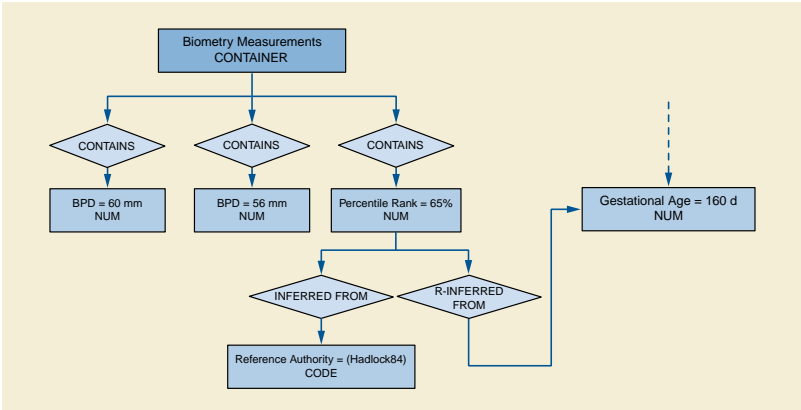 Biometry Measurements
CONTAINER
CONTAINS
CONTAINS
CONTAINS
BPD = 60 mm
NUM
BPD = 56 mm
NUM
Percentile Rank = 65%
NUM
Gestational Age = 160 d
NUM
INFERRED FROM
R-INFERRED
FROM
Reference Authority = (Hadlock84)
CODE